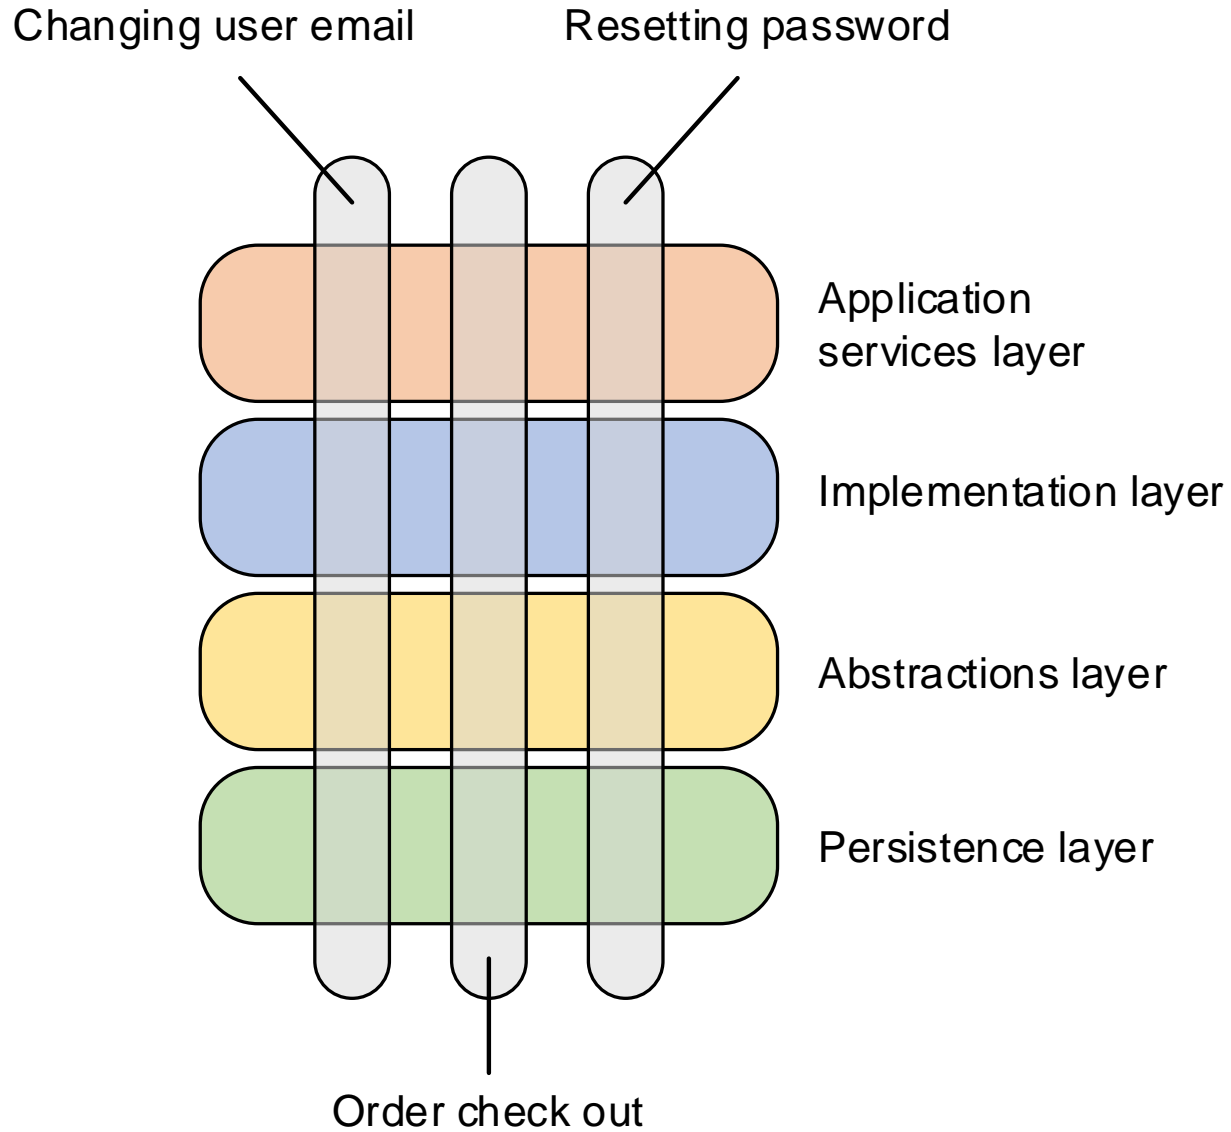 Changing user email
Resetting password
Application
services layer
Implementation layer
Abstractions layer
Persistence layer
Order check out